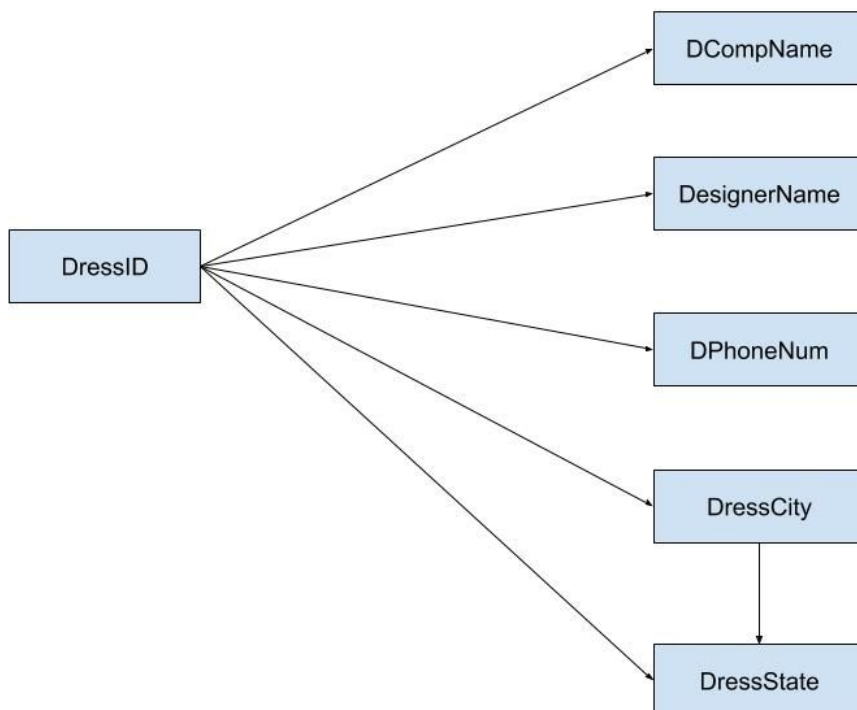 DCompName
DesignerName
DressID
DPhoneNum
DressCity
DressState